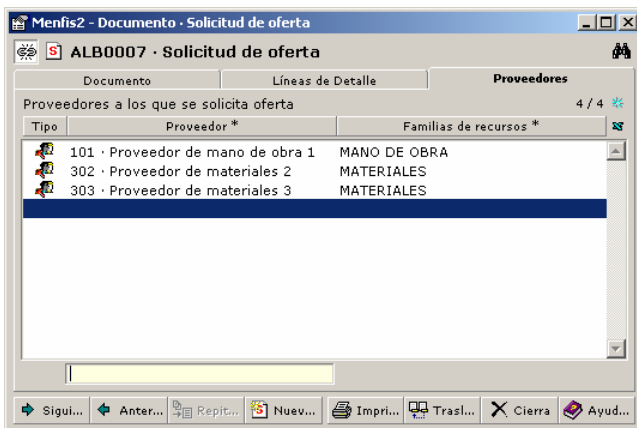 Menfis2 - Documento · Solicitud de oferta
S ALB0007 · Solicitud de oferta
Documento Líneas de Detalle Proveedores
Proveedores a los que se solicita oferta 4 / 4
Tipo Proveedor * Familias de recursos *
101 · Proveedor de mano de obra 1 MANO DE OBRA
302 · Proveedor de materiales 2 MATERIALES
303 · Proveedor de materiales 3 MATERIALES
Sigui... Anter... Repit... Nuev... Impri... Trasl... Cierra Ayud...